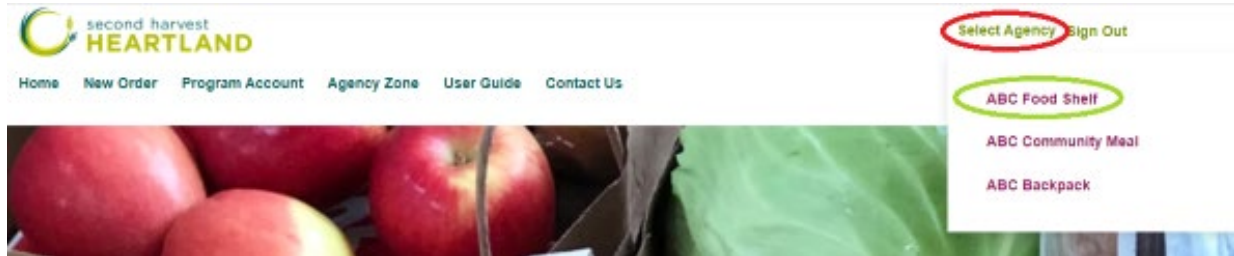 second harvest
HEARTLAND
Select Agency Sign Out
Home New Order Program Account Agency Zone User Guide Contact Us
ABC Food Shelf
ABC Community Meal
ABC Backpack